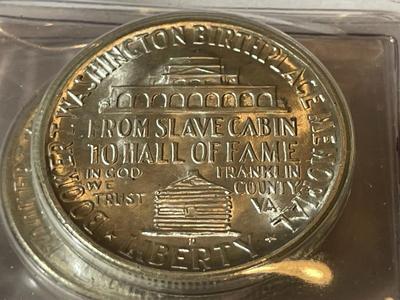 BOOKER T. WASHINGTON BIRTHPLACE MEMORIAL
FROM SLAVE CABIN
TO HALL OF FAME
IN GOD
WE
TRUST
FRANKLIN
COUNTY
VA.
★ LIBERTY ★